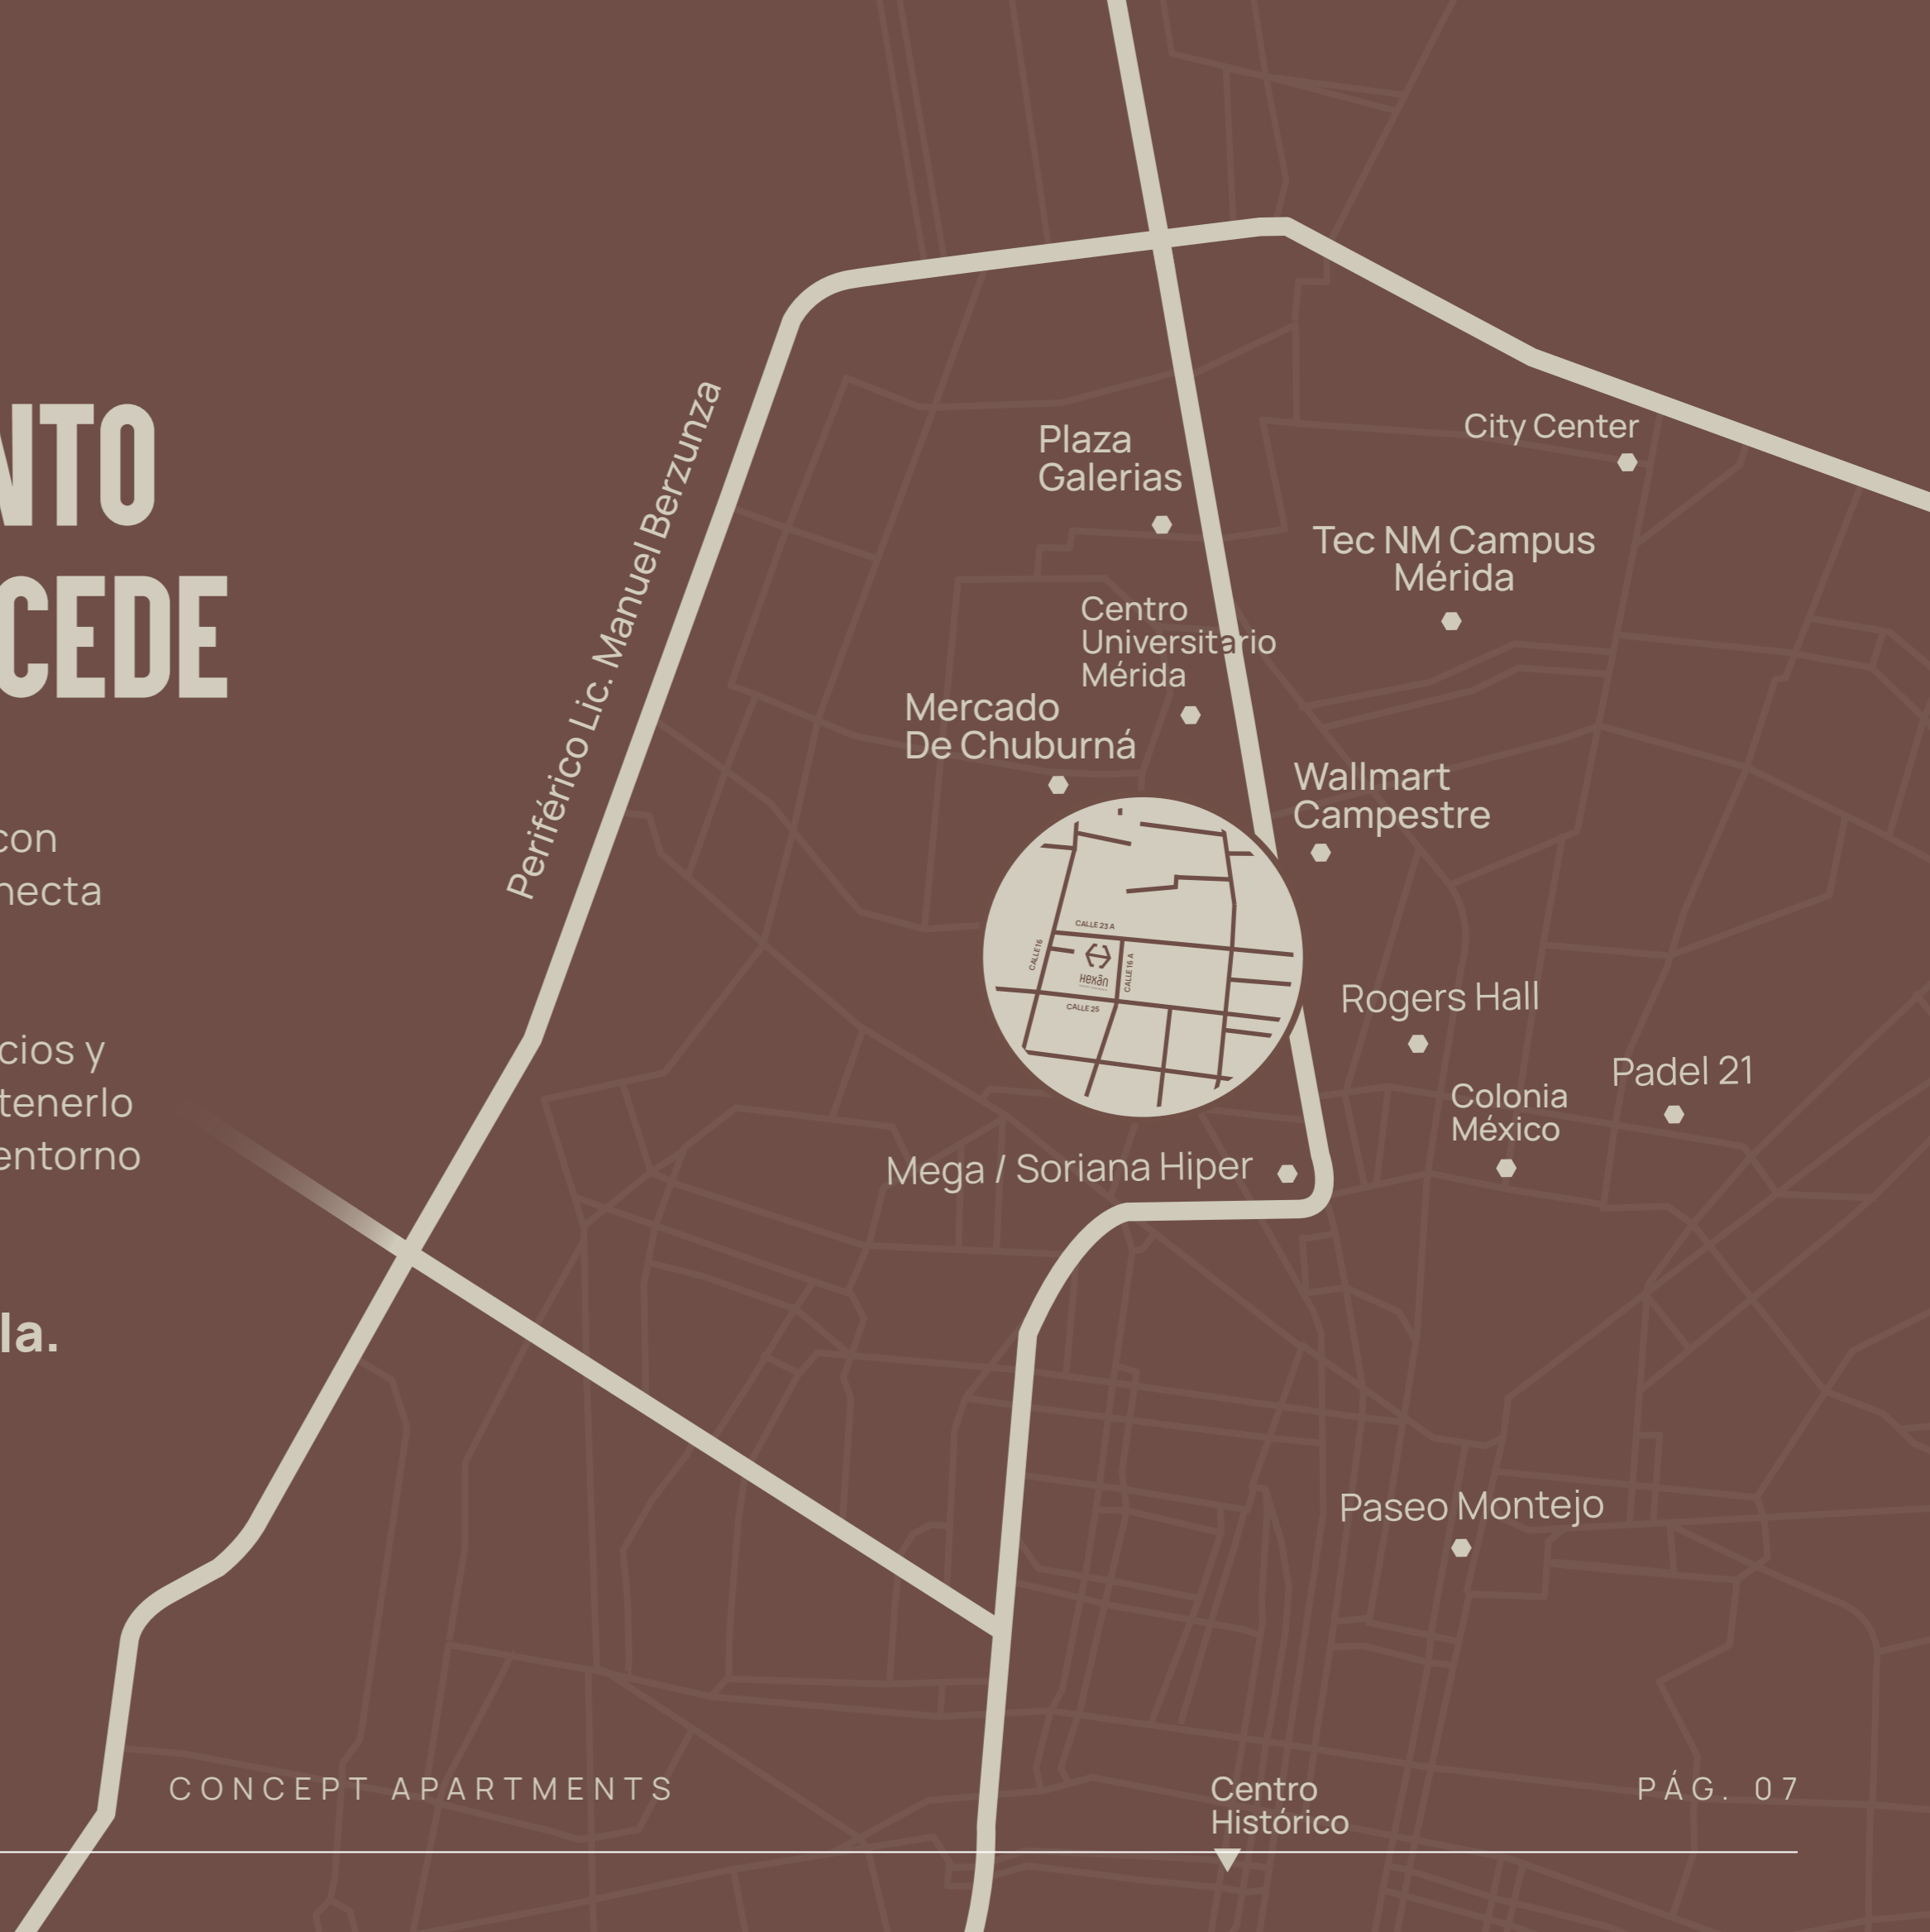 NTO
CEDE
con
necta
cios y
tenerlo
entorno
la.
Periférico Lic. Manuel Berzunza
Plaza
Galerias
City Center
Tec NM Campus
Mérida
Centro
Universitario
Mérida
Mercado
De Chuburná
Wallmart
Campestre
CALLE 23 A
CALLE16
CALLE 16 A
Hexān
CALLE 25
Rogers Hall
Padel 21
Colonia
México
Mega / Soriana Hiper
Paseo Montejo
Centro
Histórico
CONCEPT APARTMENTS
PÁG. 07